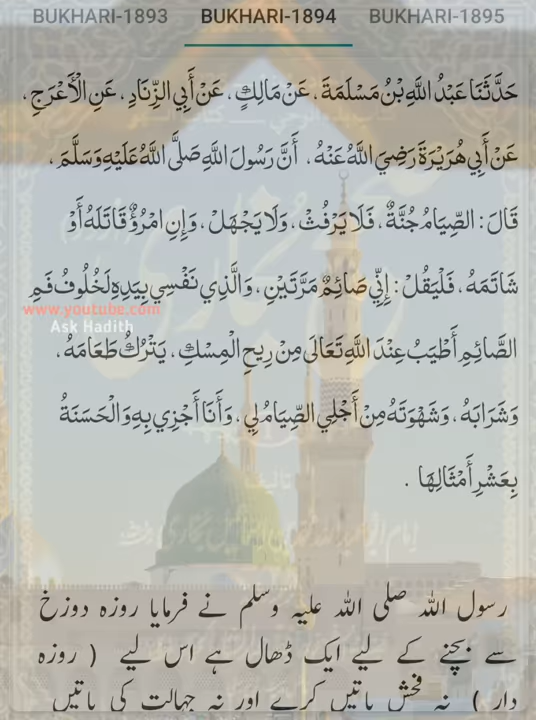 BUKHARI-1893 BUKHARI-1894 BUKHARI-1895
حَدَّثَنَا عَبْدُ اللَّهِ بْنُ مَسْلَمَةَ ، عَنْ مَالِكٍ ، عَنْ أَبِي الزِّنَادِ ، عَنِ الْأَعْرَجِ ،
عَنْ أَبِي هُرَيْرَةَ رَضِيَ اللَّهُ عَنْهُ ، أَنَّ رَسُولَ اللَّهِ صَلَّى اللَّهُ عَلَيْهِ وَسَلَّمَ ،
قَالَ : الصِّيَامُ جُنَّةٌ ، فَلَا يَرْفُثْ ، وَلَا يَجْهَلْ ، وَإِنِ امْرُؤٌ قَاتَلَهُ أَوْ
شَاتَمَهُ ، فَلْيَقُلْ : إِنِّي صَائِمٌ مَرَّتَيْنِ ، وَالَّذِي نَفْسِي بِيَدِهِ لَخُلُوفُ فَمِ
www.youtube.com
Ask Hadith
الصَّائِمِ أَطْيَبُ عِنْدَ اللَّهِ تَعَالَى مِنْ رِيحِ الْمِسْكِ ، يَتْرُكُ طَعَامَهُ ،
وَشَرَابَهُ ، وَشَهْوَتَهُ مِنْ أَجْلِي الصِّيَامُ لِي ، وَأَنَا أَجْزِي بِهِ وَالْحَسَنَةُ
بِعَشْرِ أَمْثَالِهَا .
رسول اللہ صلی اللہ علیہ وسلم نے فرمایا روزہ دوزخ
سے بچنے کے لیے ایک ڈھال ہے اس لیے ( روزہ
دار ) نہ فحش باتیں کرے اور نہ جہالت کی باتیں